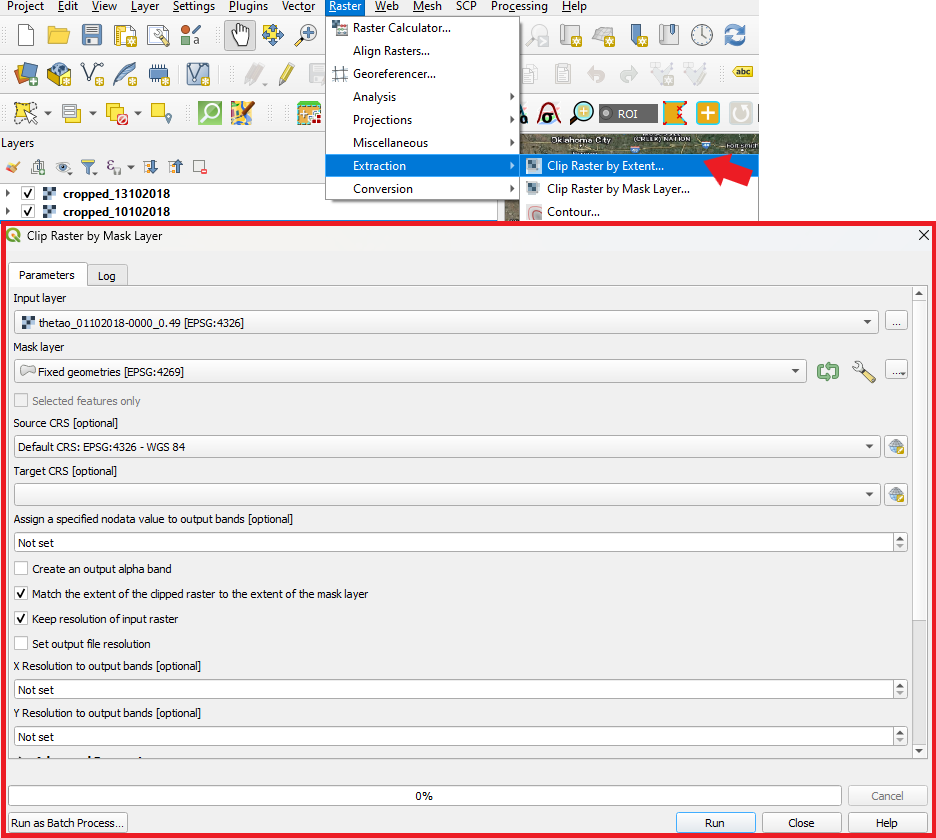 Project Edit View Layer Settings Plugins Vector Raster Web Mesh SCP Processing Help
Raster Calculator...
Align Rasters...
Georeferencer...
abc
Analysis
Projections
ROI
Miscellaneous
Oklahoma City
(CREEK) NATION
Fort Smith
Layers
Extraction
Clip Raster by Extent...
Conversion
Clip Raster by Mask Layer...
Contour...
cropped_13102018
cropped_10102018
Clip Raster by Mask Layer
Parameters Log
Input layer
thetao_01102018-0000_0.49 [EPSG:4326]
...
Mask layer
Fixed geometries [EPSG:4269]
...
Selected features only
Source CRS [optional]
Default CRS: EPSG:4326 - WGS 84
Target CRS [optional]
Assign a specified nodata value to output bands [optional]
Not set
Create an output alpha band
Match the extent of the clipped raster to the extent of the mask layer
Keep resolution of input raster
Set output file resolution
X Resolution to output bands [optional]
Not set
Y Resolution to output bands [optional]
Not set
0%
Cancel
Run as Batch Process...
Run
Close
Help